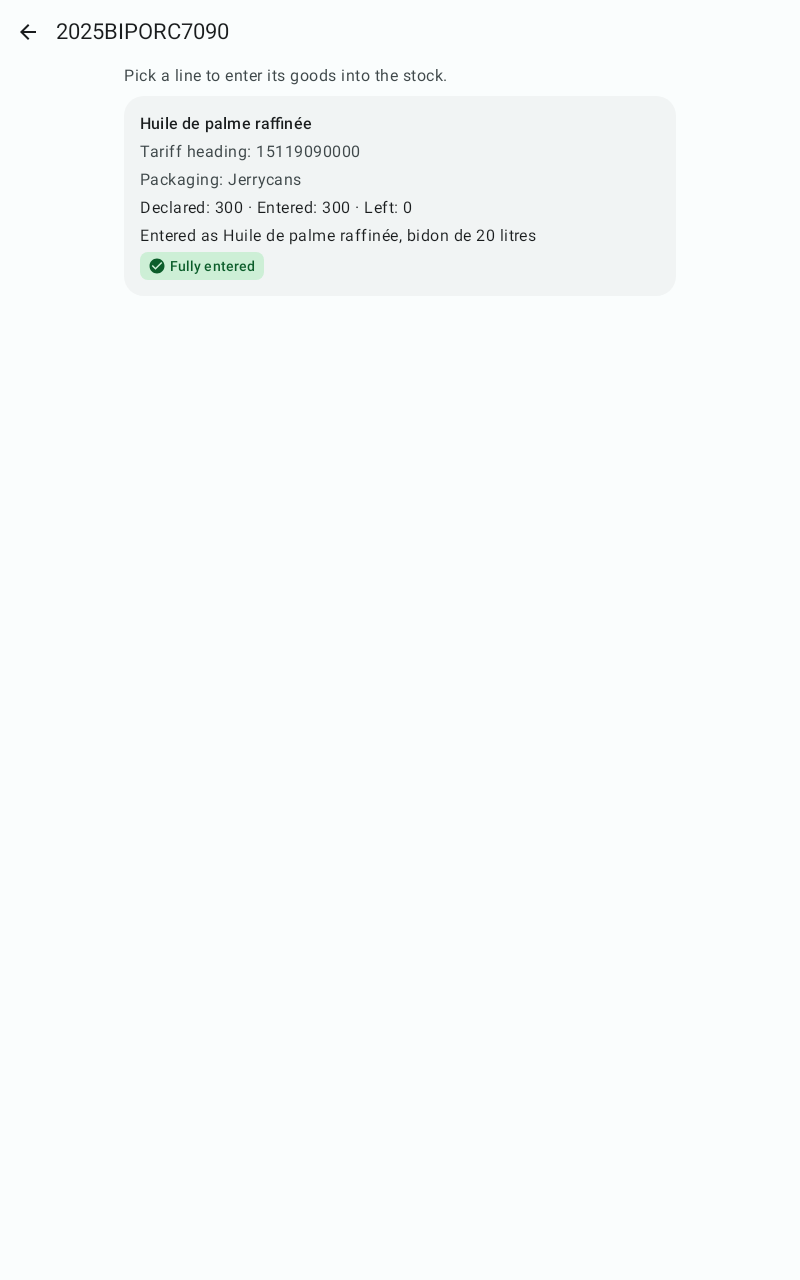 2025BIPORC7090
Pick a line to enter its goods into the stock.
Huile de palme raffinée
Tariff heading: 15119090000
Packaging: Jerrycans
Declared: 300 · Entered: 300 · Left: 0
Entered as Huile de palme raffinée, bidon de 20 litres
Fully entered